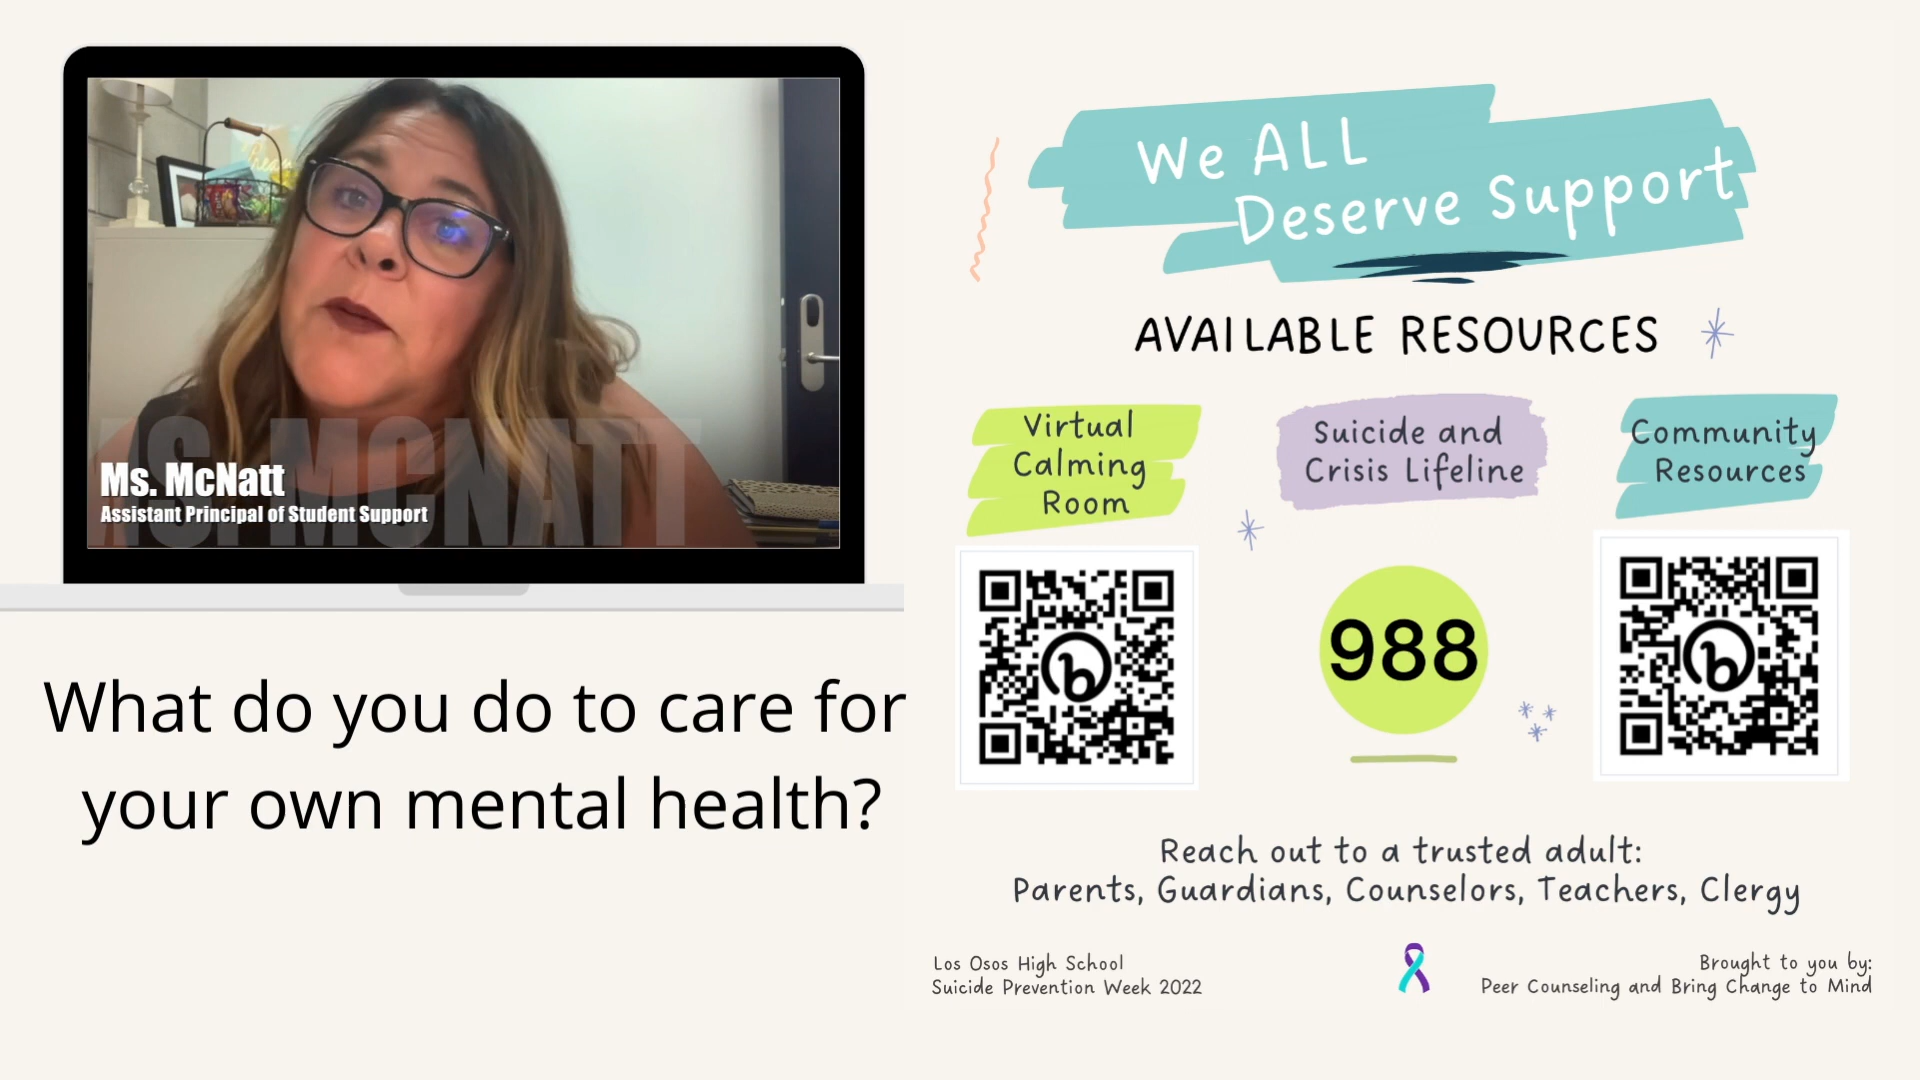 MS. MCNATT
Ms. McNatt
Assistant Principal of Student Support
What do you do to care for
your own mental health?
We ALL
Deserve Support
AVAILABLE RESOURCES
Virtual
Calming
Room
Suicide and
Crisis Lifeline
988
Community
Resources
Reach out to a trusted adult:
Parents, Guardians, Counselors, Teachers, Clergy
Los Osos High School
Suicide Prevention Week 2022
Brought to you by:
Peer Counseling and Bring Change to Mind